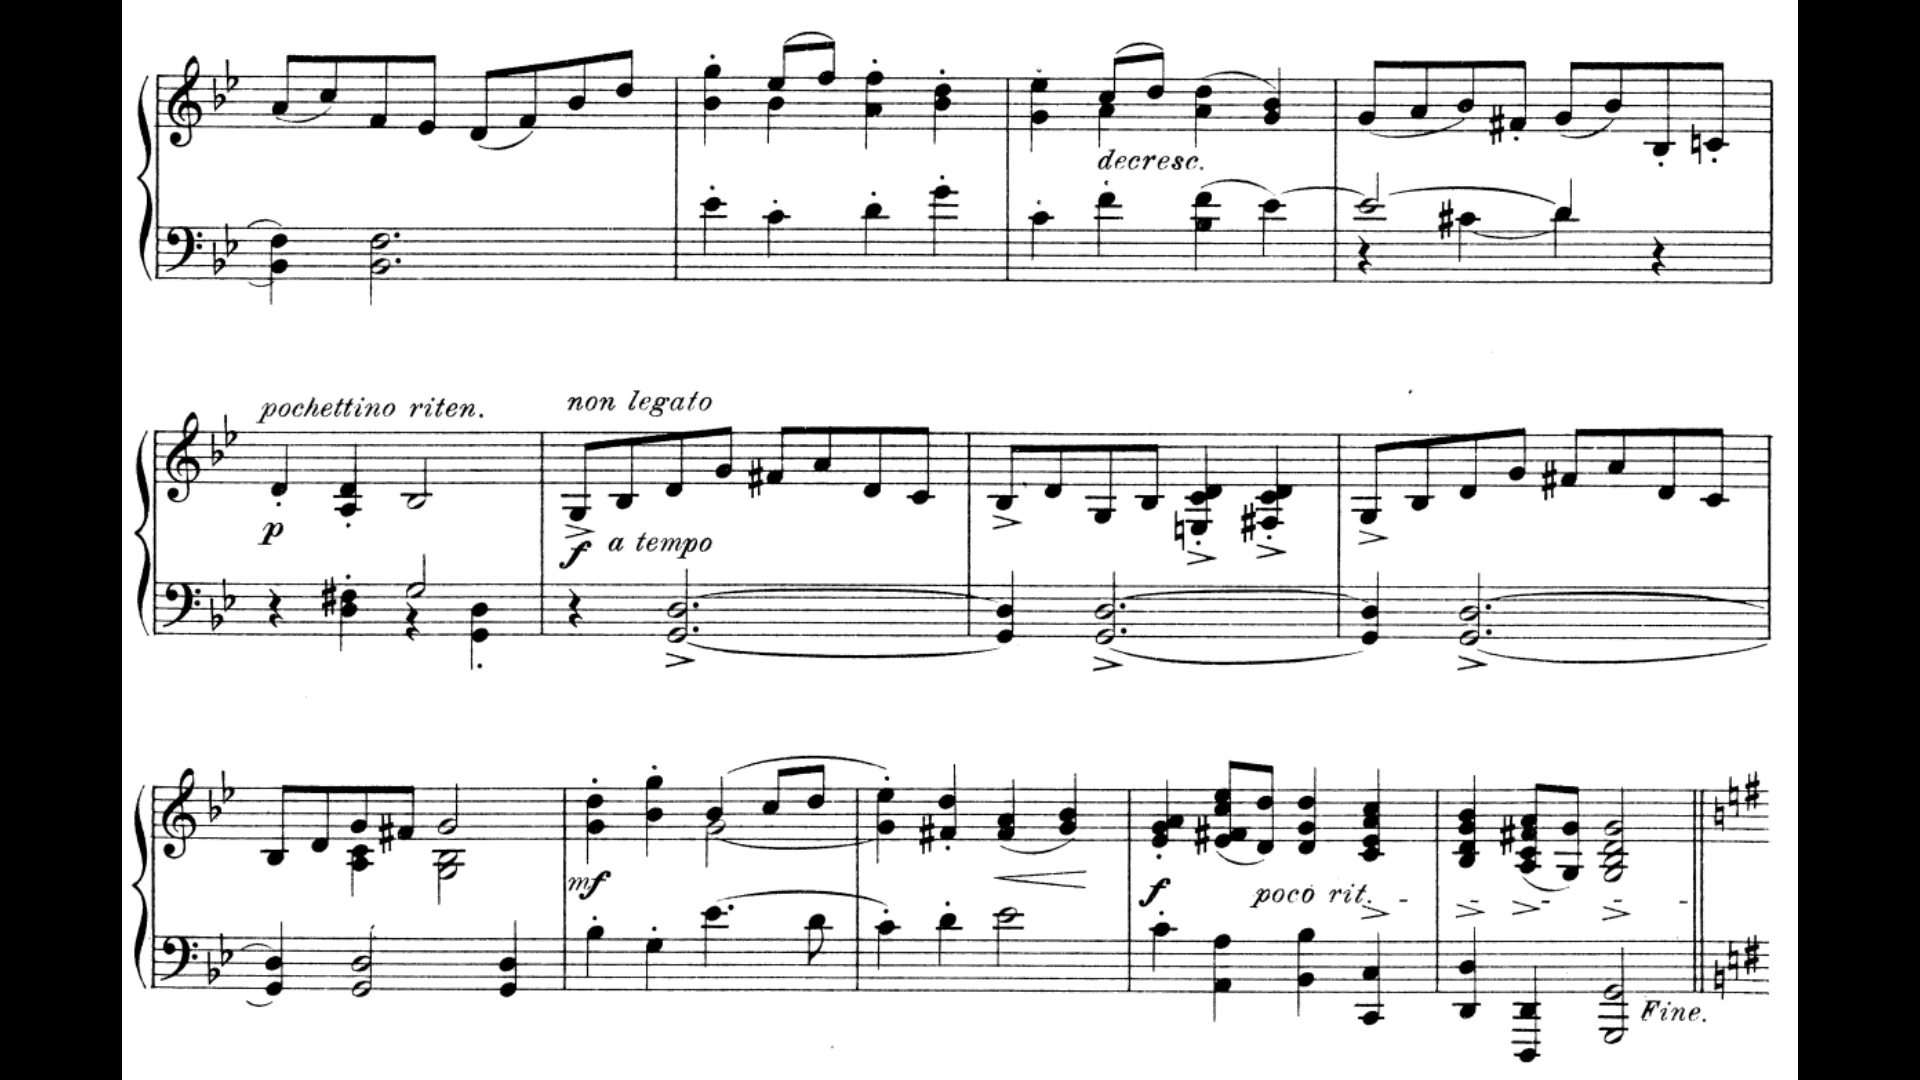 decresc.
pochettino riten.
non legato
p
f a tempo
mf
f poco rit. - - - - -
Fine.